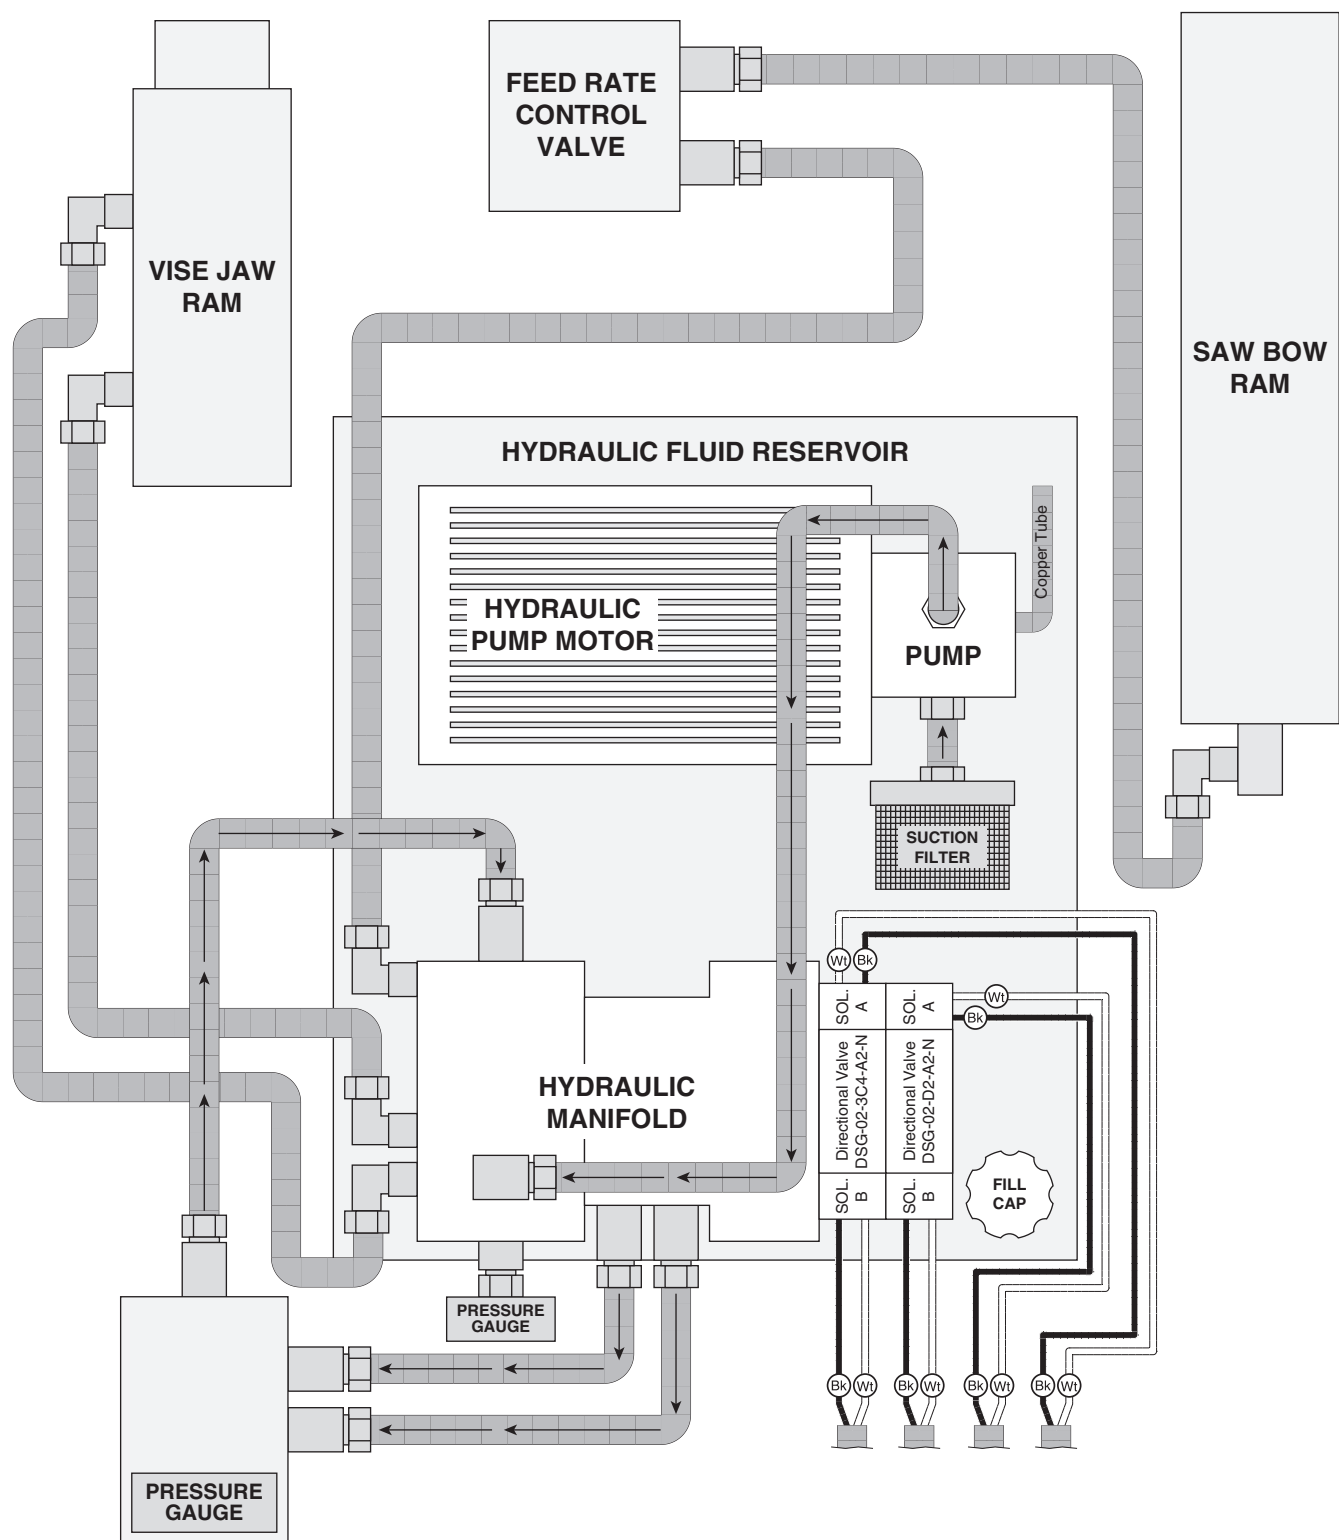 FEED RATE
CONTROL
VALVE
VISE JAW
RAM
SAW BOW
RAM
HYDRAULIC FLUID RESERVOIR
Copper Tube
HYDRAULIC
PUMP MOTOR
PUMP
SUCTION
FILTER
Wt
Bk
SOL.
A
SOL.
A
Wt
Bk
Directional Valve
DSG-02-3C4-A2-N
Directional Valve
DSG-02-D2-A2-N
HYDRAULIC
MANIFOLD
SOL.
B
SOL.
B
FILL
CAP
PRESSURE
GAUGE
Bk
Wt
Bk
Wt
Bk
Wt
Bk
Wt
PRESSURE
GAUGE